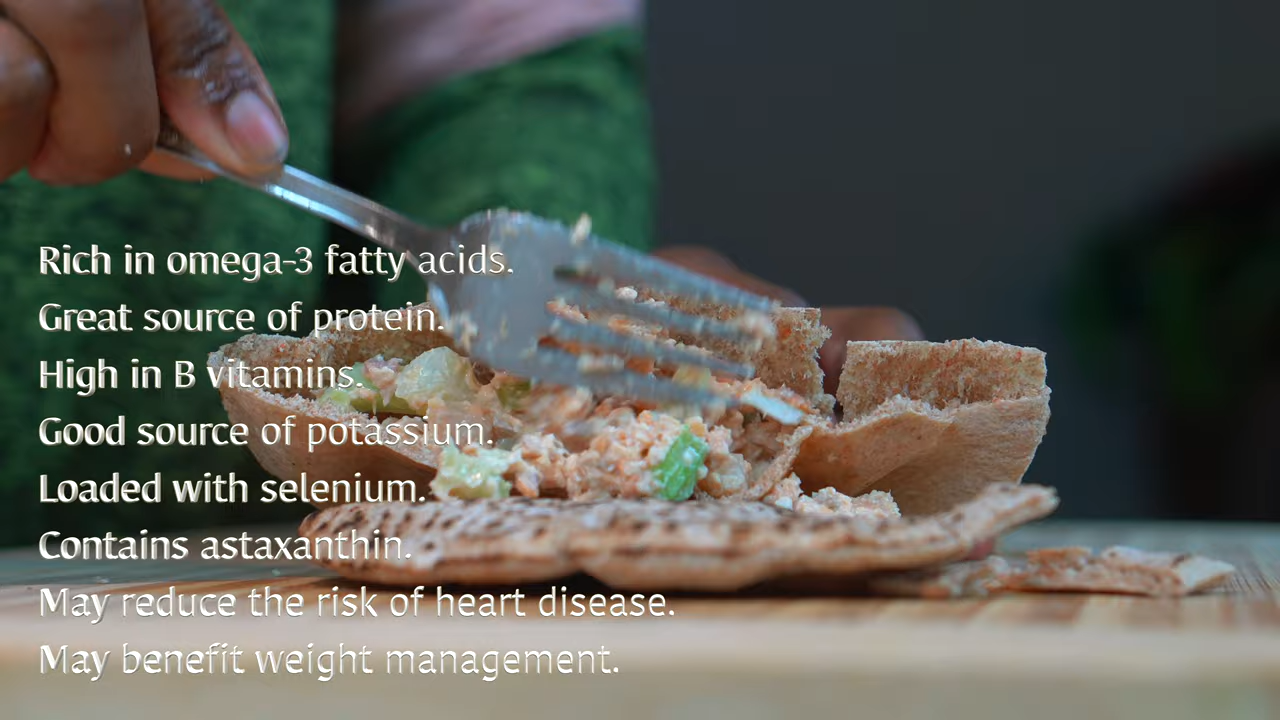 Rich in omega-3 fatty acids.
Great source of protein.
High in B vitamins.
Good source of potassium.
Loaded with selenium.
Contains astaxanthin.
May reduce the risk of heart disease.
May benefit weight management.